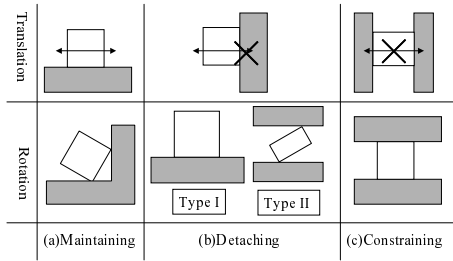 Translation
Rotation
Type I
Type II
(a)Maintaining
(b)Detaching
(c)Constraining